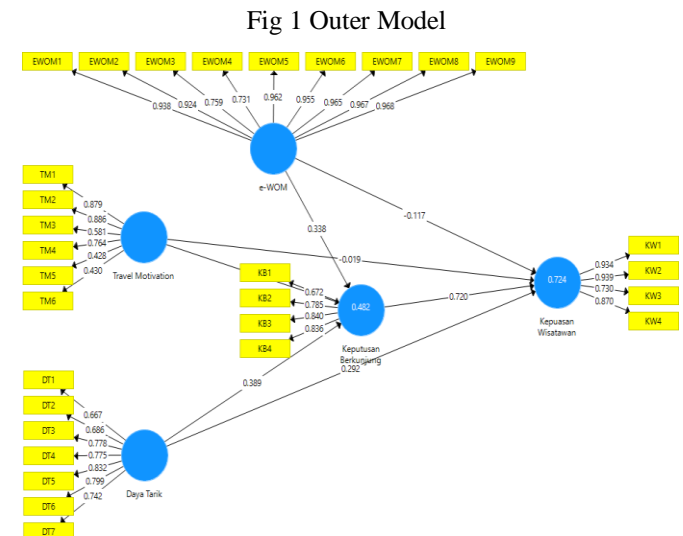 Fig 1 Outer Model
EWOM1 EWOM2 EWOM3 EWOM4 EWOM5 EWOM6 EWOM7 EWOM8 EWOM9
0.938 0.924 0.759 0.731 0.962 0.955 0.965 0.967 0.968
e-WOM
TM1
TM2
TM3
TM4
TM5
TM6
0.879
0.886
0.581
0.764
0.428
0.430
Travel Motivation
0.338
-0.117
-0.019
KB1
KB2
KB3
KB4
0.672
0.785
0.840
0.836
0.482
Keputusan
Berkunjung
0.720
0.292
0.389
0.724
Kepuasan
Wisatawan
0.934
0.939
0.730
0.870
KW1
KW2
KW3
KW4
DT1
DT2
DT3
DT4
DT5
DT6
DT7
0.667
0.686
0.778
0.775
0.832
0.799
0.742
Daya Tarik